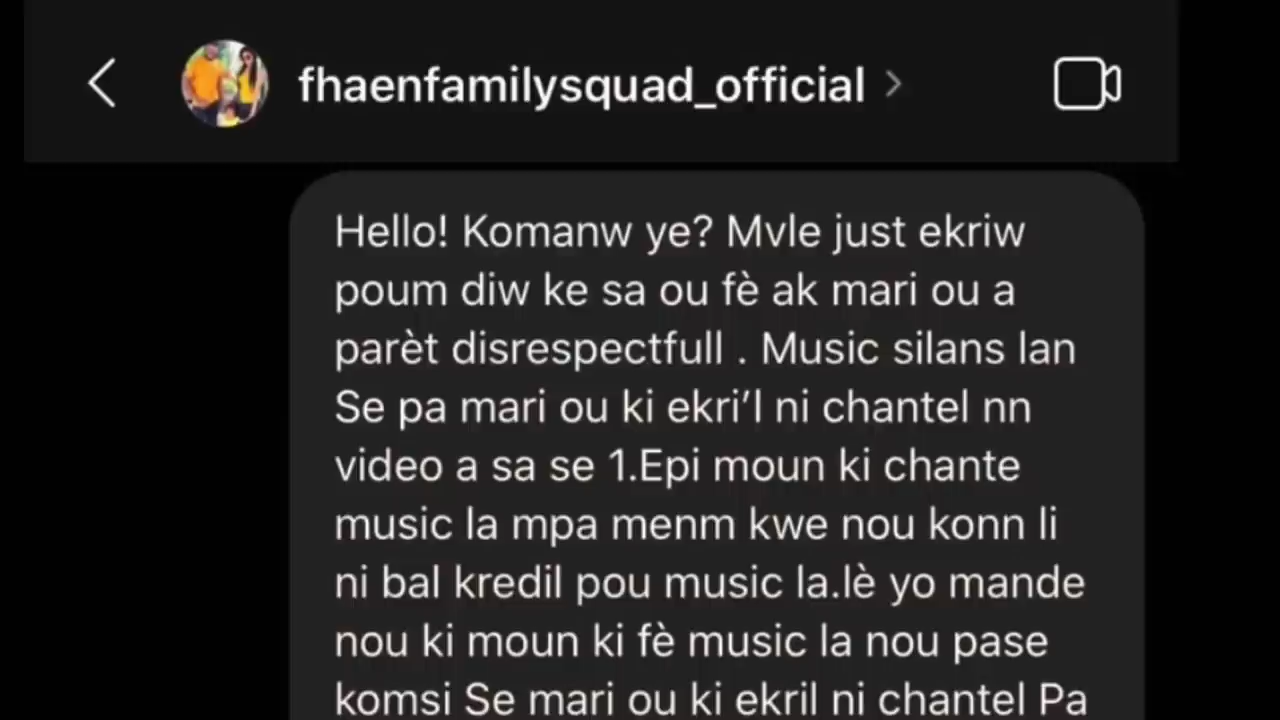 fhaenfamilysquad_official
Hello! Komanw ye? Mvle just ekriw
poum diw ke sa ou fè ak mari ou a
parèt disrespectfull . Music silans lan
Se pa mari ou ki ekri’l ni chantel nn
video a sa se 1.Epi moun ki chante
music la mpa menm kwe nou konn li
ni bal kredil pou music la.lè yo mande
nou ki moun ki fè music la nou pase
komsi Se mari ou ki ekril ni chantel Pa